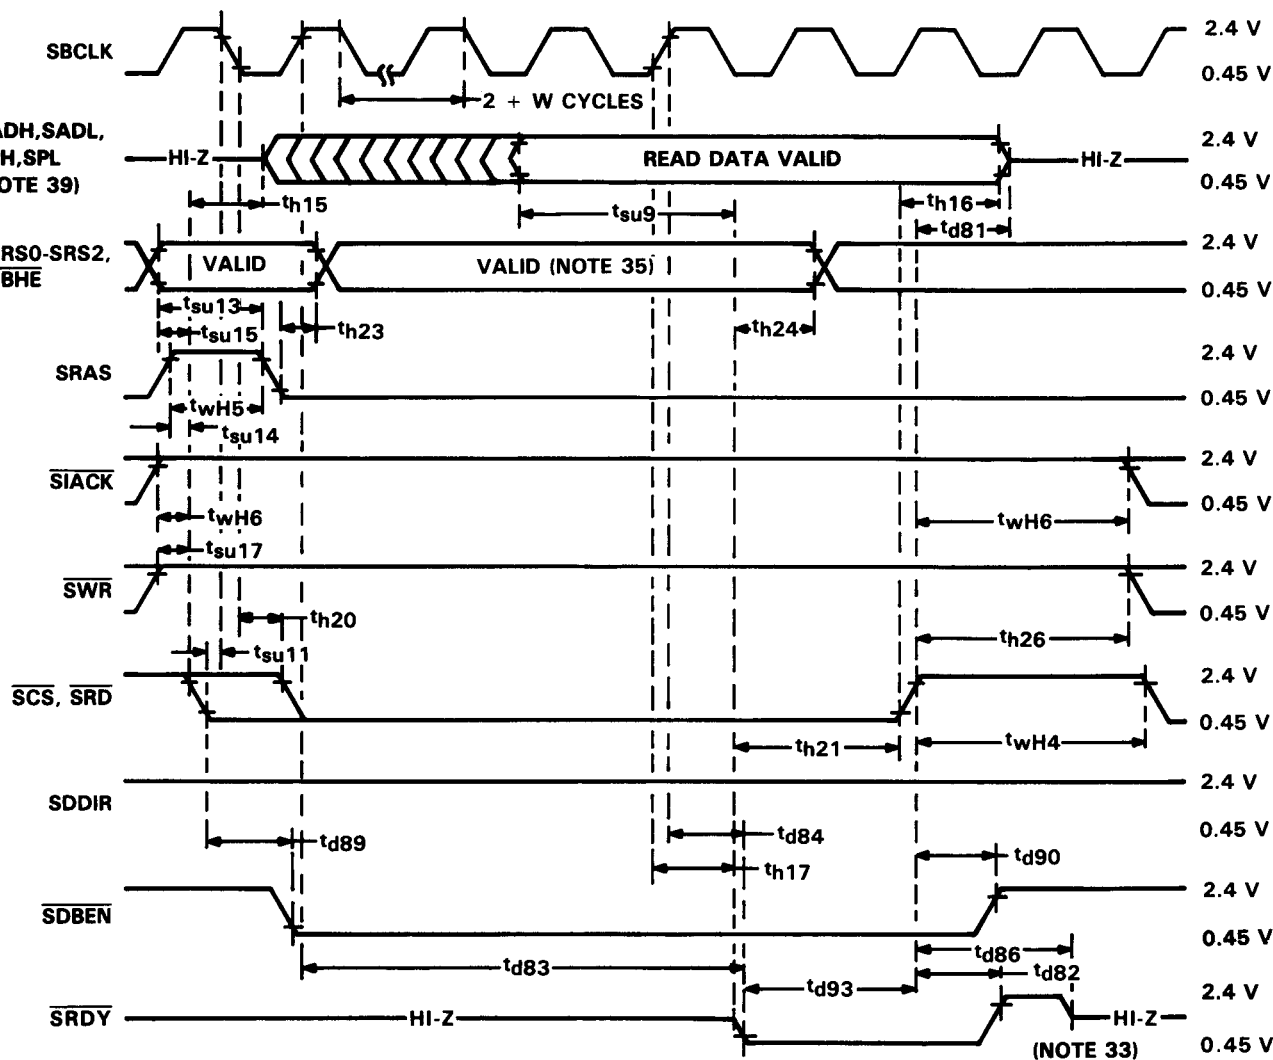 SBCLK
2.4 V
0.45 V
2 + W CYCLES
ADH,SADL,
H,SPL
OTE 39)
HI-Z
READ DATA VALID
HI-Z
2.4 V
0.45 V
th15
tsu9
th16
td81
RS0-SRS2,
BHE
VALID
VALID (NOTE 35)
2.4 V
0.45 V
tsu13
tsu15
th23
th24
SRAS
2.4 V
0.45 V
twH5
tsu14
SIACK
2.4 V
0.45 V
twH6
twH6
tsu17
SWR
2.4 V
0.45 V
th20
th26
tsu11
SCS, SRD
2.4 V
0.45 V
th21
twH4
SDDIR
2.4 V
0.45 V
td89
td84
td90
th17
SDBEN
2.4 V
0.45 V
td86
td83
td82
td93
SRDY
HI-Z
HI-Z
2.4 V
0.45 V
(NOTE 33)